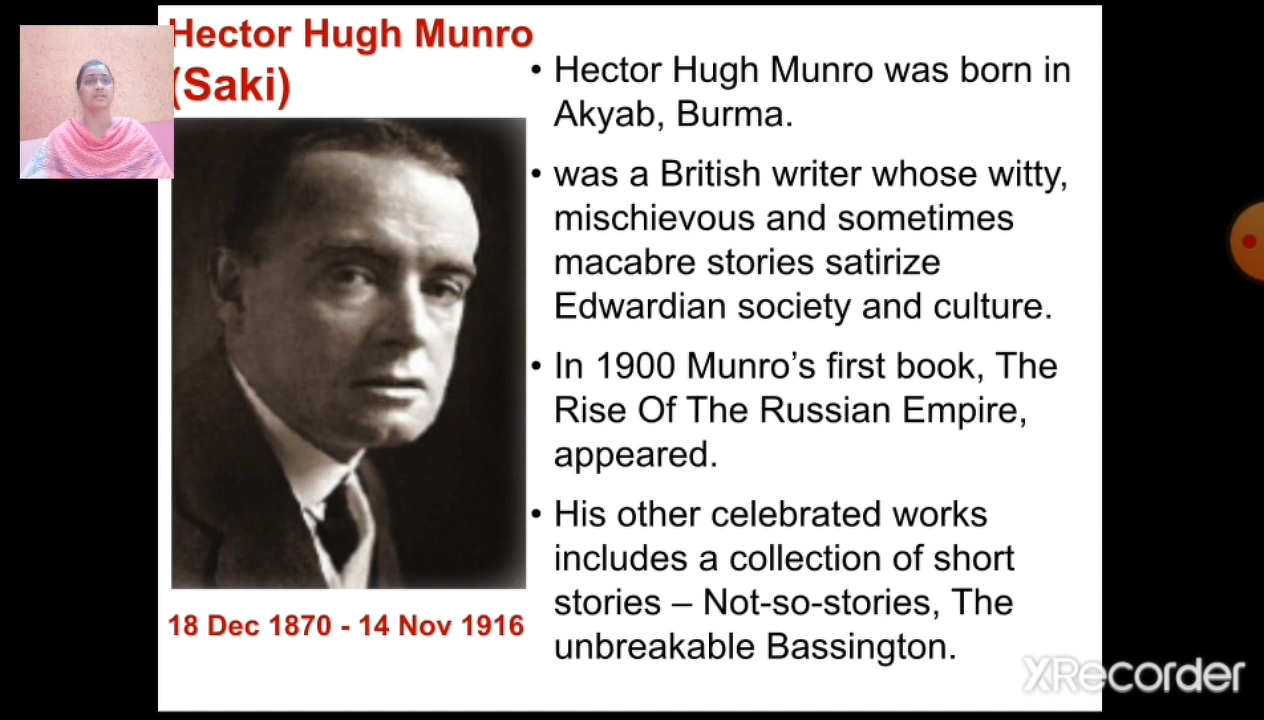 Hector Hugh Munro
(Saki)
• Hector Hugh Munro was born in
Akyab, Burma.
• was a British writer whose witty,
mischievous and sometimes
macabre stories satirize
Edwardian society and culture.
• In 1900 Munro’s first book, The
Rise Of The Russian Empire,
appeared.
• His other celebrated works
includes a collection of short
stories – Not-so-stories, The
unbreakable Bassington.
18 Dec 1870 - 14 Nov 1916
XRecorder